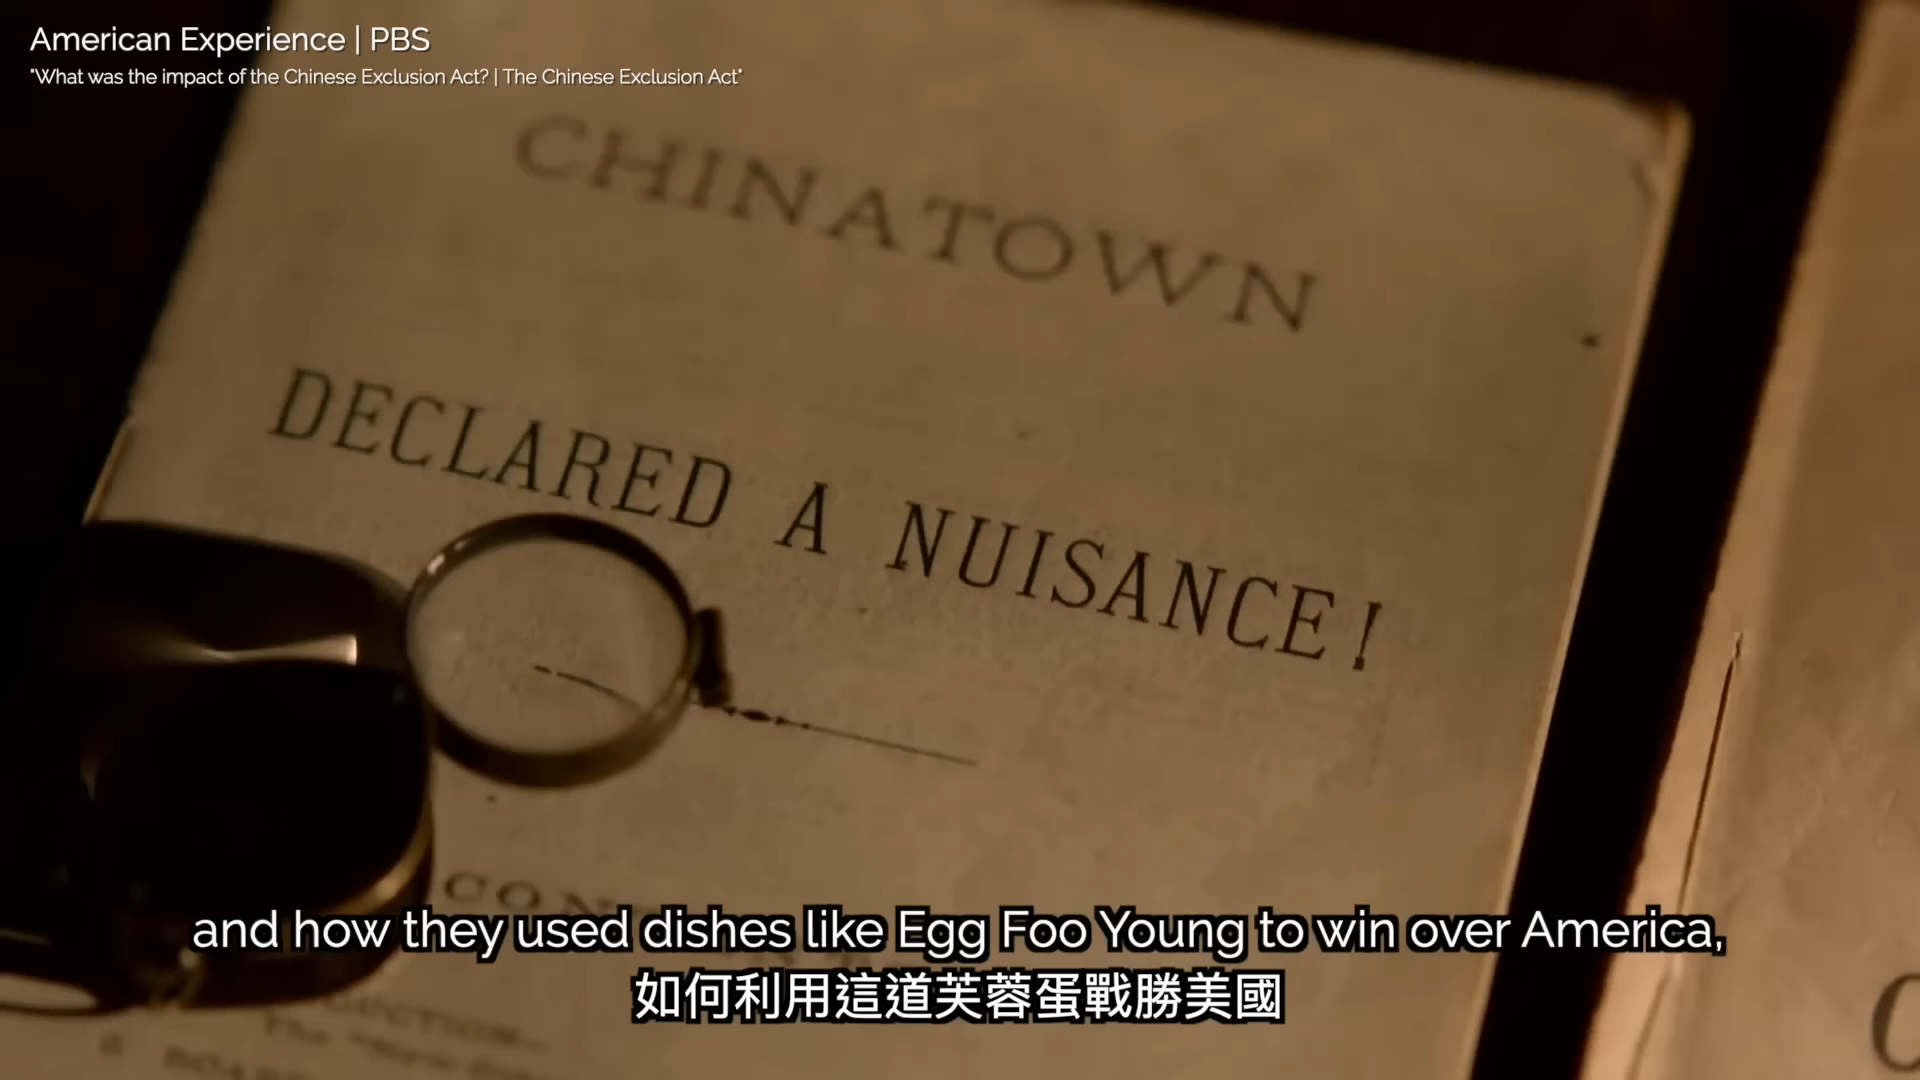 American Experience | PBS
"What was the impact of the Chinese Exclusion Act? | The Chinese Exclusion Act"
CHINATOWN
DECLARED A NUISANCE!
and how they used dishes like Egg Foo Young to win over America,
如何利用這道芙蓉蛋戰勝美國